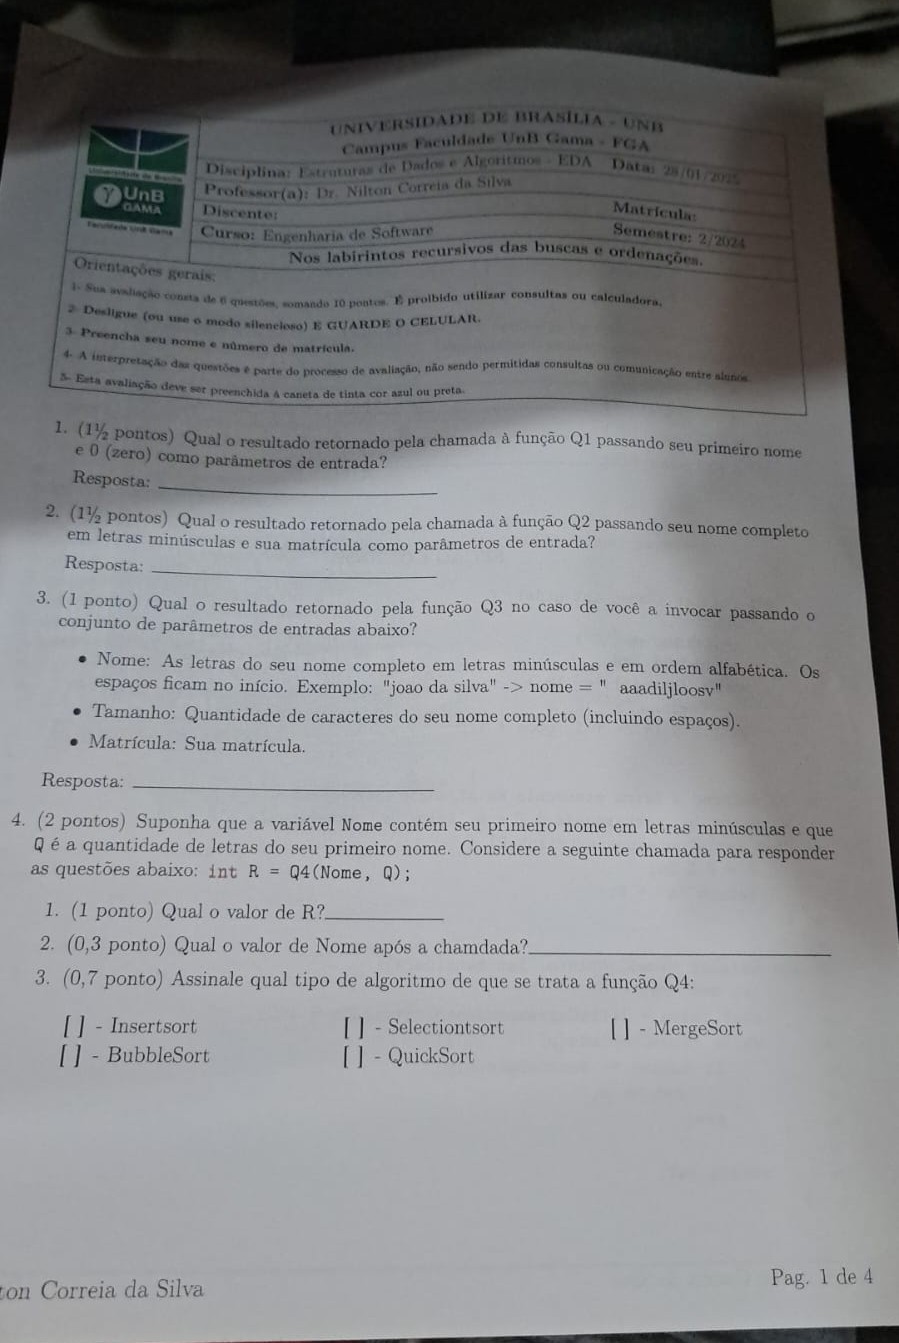 UNIVERSIDADE DE BRASÍLIA - UNB
Campus Faculdade UnB Gama - FGA
Disciplina: Estruturas de Dados e Algoritmos - EDA Data: 28/01/2025
Professor(a): Dr. Nilton Correia da Silva
Discente: Matrícula:
Curso: Engenharia de Software Semestre: 2/2024
Nos labirintos recursivos das buscas e ordenações.
Universidade de Brasília
UnB
GAMA
Faculdade UnB Gama
Orientações gerais:
1- Sua avaliação consta de 6 questões, somando 10 pontos. É proibido utilizar consultas ou calculadora.
2- Desligue (ou use o modo silencioso) E GUARDE O CELULAR.
3- Preencha seu nome e número de matrícula.
4- A interpretação das questões é parte do processo de avaliação, não sendo permitidas consultas ou comunicação entre alunos.
5- Esta avaliação deve ser preenchida à caneta de tinta cor azul ou preta.
1. (1½ pontos) Qual o resultado retornado pela chamada à função Q1 passando seu primeiro nome
e 0 (zero) como parâmetros de entrada?
Resposta:
2. (1½ pontos) Qual o resultado retornado pela chamada à função Q2 passando seu nome completo
em letras minúsculas e sua matrícula como parâmetros de entrada?
Resposta:
3. (1 ponto) Qual o resultado retornado pela função Q3 no caso de você a invocar passando o
conjunto de parâmetros de entradas abaixo?
• Nome: As letras do seu nome completo em letras minúsculas e em ordem alfabética. Os
espaços ficam no início. Exemplo: "joao da silva" -> nome = "  aaadiljloosv"
• Tamanho: Quantidade de caracteres do seu nome completo (incluindo espaços).
• Matrícula: Sua matrícula.
Resposta:
4. (2 pontos) Suponha que a variável Nome contém seu primeiro nome em letras minúsculas e que
Q é a quantidade de letras do seu primeiro nome. Considere a seguinte chamada para responder
as questões abaixo: int R = Q4(Nome, Q);
1. (1 ponto) Qual o valor de R?
2. (0,3 ponto) Qual o valor de Nome após a chamdada?
3. (0,7 ponto) Assinale qual tipo de algoritmo de que se trata a função Q4:
[ ] - Insertsort [ ] - Selectiontsort [ ] - MergeSort
[ ] - BubbleSort [ ] - QuickSort
ton Correia da Silva Pag. 1 de 4